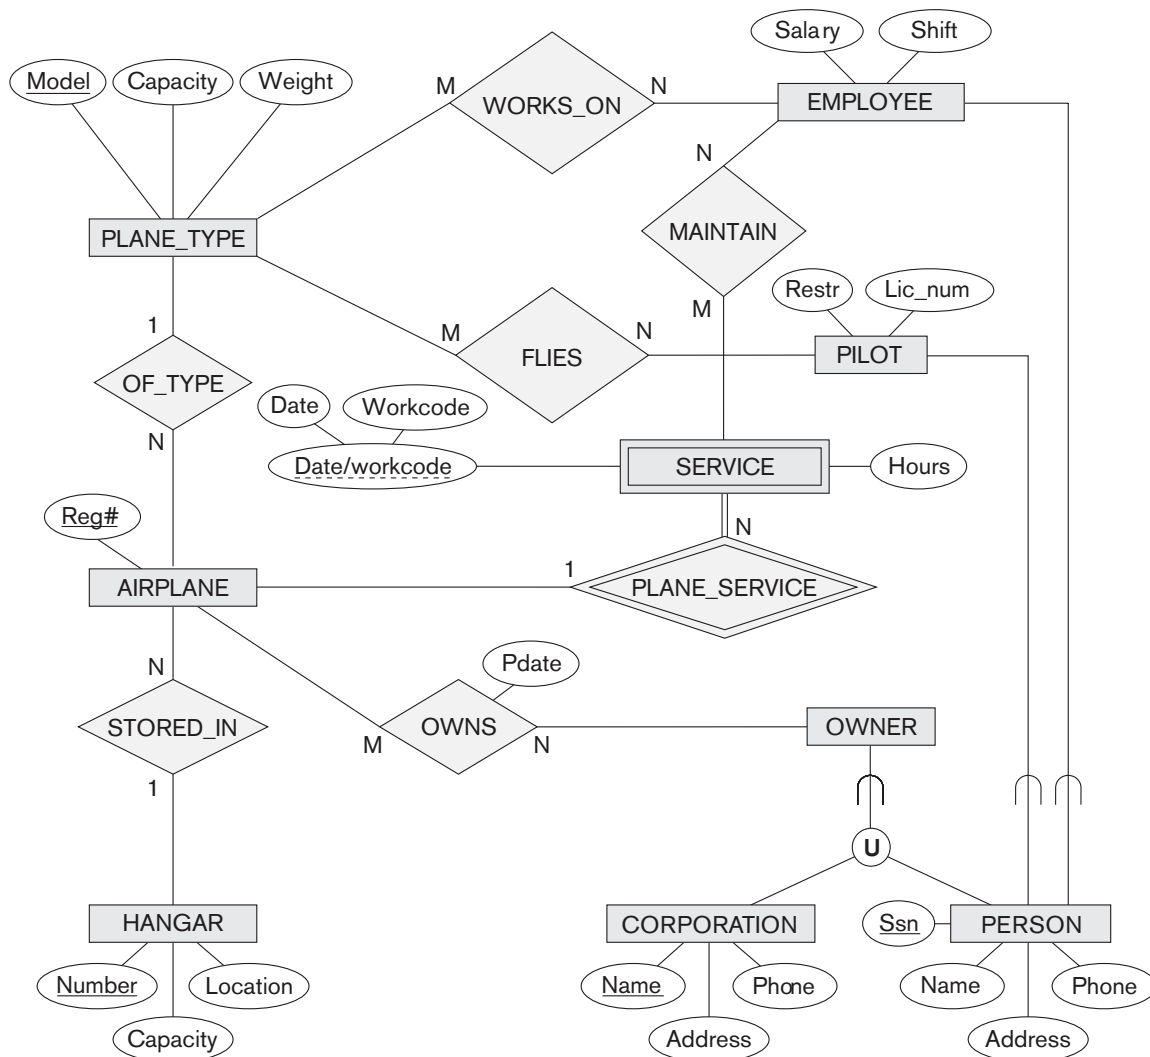 Salary
Shift
Model
Capacity
Weight
M
WORKS_ON
N
EMPLOYEE
N
PLANE_TYPE
MAINTAIN
Restr
Lic_num
1
M
M
FLIES
N
PILOT
OF_TYPE
Date
Workcode
N
Date/workcode
SERVICE
Hours
Reg#
N
AIRPLANE
1
PLANE_SERVICE
N
Pdate
STORED_IN
M
OWNS
N
OWNER
1
U
HANGAR
CORPORATION
Ssn
PERSON
Number
Location
Name
Phone
Name
Phone
Capacity
Address
Address